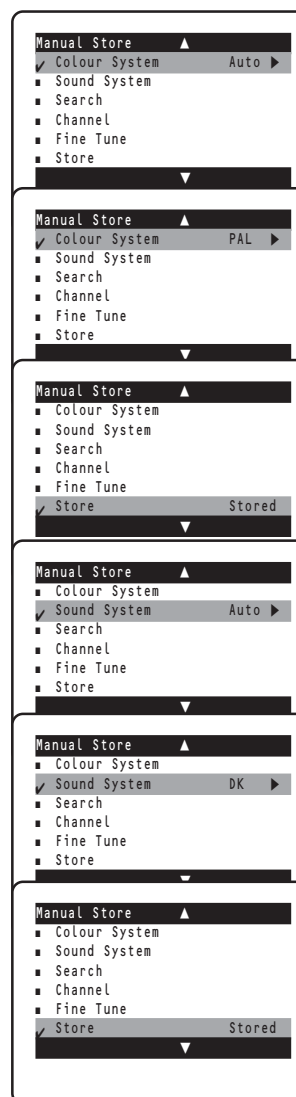 Manual Store ▲
✓ Colour System Auto ▶
▪ Sound System
▪ Search
▪ Channel
▪ Fine Tune
▪ Store
▼
Manual Store ▲
✓ Colour System PAL ▶
▪ Sound System
▪ Search
▪ Channel
▪ Fine Tune
▪ Store
▼
Manual Store ▲
▪ Colour System
▪ Sound System
▪ Search
▪ Channel
▪ Fine Tune
✓ Store Stored
▼
Manual Store ▲
▪ Colour System
✓ Sound System Auto ▶
▪ Search
▪ Channel
▪ Fine Tune
▪ Store
▼
Manual Store ▲
▪ Colour System
✓ Sound System DK ▶
▪ Search
▪ Channel
▪ Fine Tune
▪ Store
▼
Manual Store ▲
▪ Colour System
▪ Sound System
▪ Search
▪ Channel
▪ Fine Tune
✓ Store Stored
▼